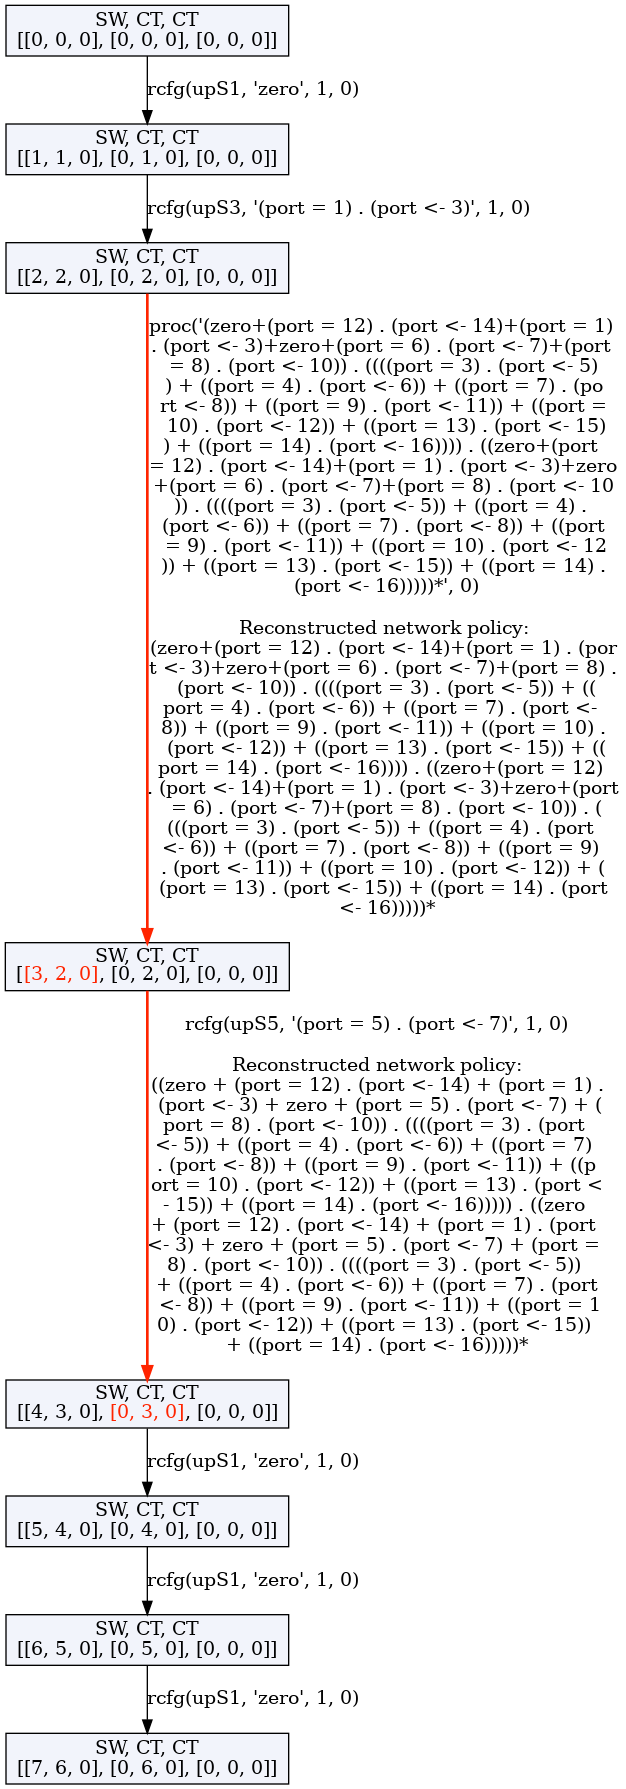 SW, CT, CT
[[0, 0, 0], [0, 0, 0], [0, 0, 0]]
rcfg(upS1, 'zero', 1, 0)
SW, CT, CT
[[1, 1, 0], [0, 1, 0], [0, 0, 0]]
rcfg(upS3, '(port = 1) . (port <- 3)', 1, 0)
SW, CT, CT
[[2, 2, 0], [0, 2, 0], [0, 0, 0]]
proc('(zero+(port = 12) . (port <- 14)+(port = 1)
. (port <- 3)+zero+(port = 6) . (port <- 7)+(port
= 8) . (port <- 10)) . ((((port = 3) . (port <- 5)
) + ((port = 4) . (port <- 6)) + ((port = 7) . (po
rt <- 8)) + ((port = 9) . (port <- 11)) + ((port =
10) . (port <- 12)) + ((port = 13) . (port <- 15)
) + ((port = 14) . (port <- 16)))) . ((zero+(port
= 12) . (port <- 14)+(port = 1) . (port <- 3)+zero
+(port = 6) . (port <- 7)+(port = 8) . (port <- 10
)) . ((((port = 3) . (port <- 5)) + ((port = 4) .
(port <- 6)) + ((port = 7) . (port <- 8)) + ((port
= 9) . (port <- 11)) + ((port = 10) . (port <- 12
)) + ((port = 13) . (port <- 15)) + ((port = 14) .
(port <- 16)))))*', 0)
Reconstructed network policy:
(zero+(port = 12) . (port <- 14)+(port = 1) . (por
t <- 3)+zero+(port = 6) . (port <- 7)+(port = 8) .
(port <- 10)) . ((((port = 3) . (port <- 5)) + ((
port = 4) . (port <- 6)) + ((port = 7) . (port <-
8)) + ((port = 9) . (port <- 11)) + ((port = 10) .
(port <- 12)) + ((port = 13) . (port <- 15)) + ((
port = 14) . (port <- 16)))) . ((zero+(port = 12)
. (port <- 14)+(port = 1) . (port <- 3)+zero+(port
= 6) . (port <- 7)+(port = 8) . (port <- 10)) . (
(((port = 3) . (port <- 5)) + ((port = 4) . (port
<- 6)) + ((port = 7) . (port <- 8)) + ((port = 9)
. (port <- 11)) + ((port = 10) . (port <- 12)) + (
(port = 13) . (port <- 15)) + ((port = 14) . (port
<- 16)))))*
SW, CT, CT
[[3, 2, 0], [0, 2, 0], [0, 0, 0]]
rcfg(upS5, '(port = 5) . (port <- 7)', 1, 0)
Reconstructed network policy:
((zero + (port = 12) . (port <- 14) + (port = 1) .
(port <- 3) + zero + (port = 5) . (port <- 7) + (
port = 8) . (port <- 10)) . ((((port = 3) . (port
<- 5)) + ((port = 4) . (port <- 6)) + ((port = 7)
. (port <- 8)) + ((port = 9) . (port <- 11)) + ((p
ort = 10) . (port <- 12)) + ((port = 13) . (port <
- 15)) + ((port = 14) . (port <- 16))))) . ((zero
+ (port = 12) . (port <- 14) + (port = 1) . (port
<- 3) + zero + (port = 5) . (port <- 7) + (port =
8) . (port <- 10)) . ((((port = 3) . (port <- 5))
+ ((port = 4) . (port <- 6)) + ((port = 7) . (port
<- 8)) + ((port = 9) . (port <- 11)) + ((port = 1
0) . (port <- 12)) + ((port = 13) . (port <- 15))
+ ((port = 14) . (port <- 16)))))*
SW, CT, CT
[[4, 3, 0], [0, 3, 0], [0, 0, 0]]
rcfg(upS1, 'zero', 1, 0)
SW, CT, CT
[[5, 4, 0], [0, 4, 0], [0, 0, 0]]
rcfg(upS1, 'zero', 1, 0)
SW, CT, CT
[[6, 5, 0], [0, 5, 0], [0, 0, 0]]
rcfg(upS1, 'zero', 1, 0)
SW, CT, CT
[[7, 6, 0], [0, 6, 0], [0, 0, 0]]